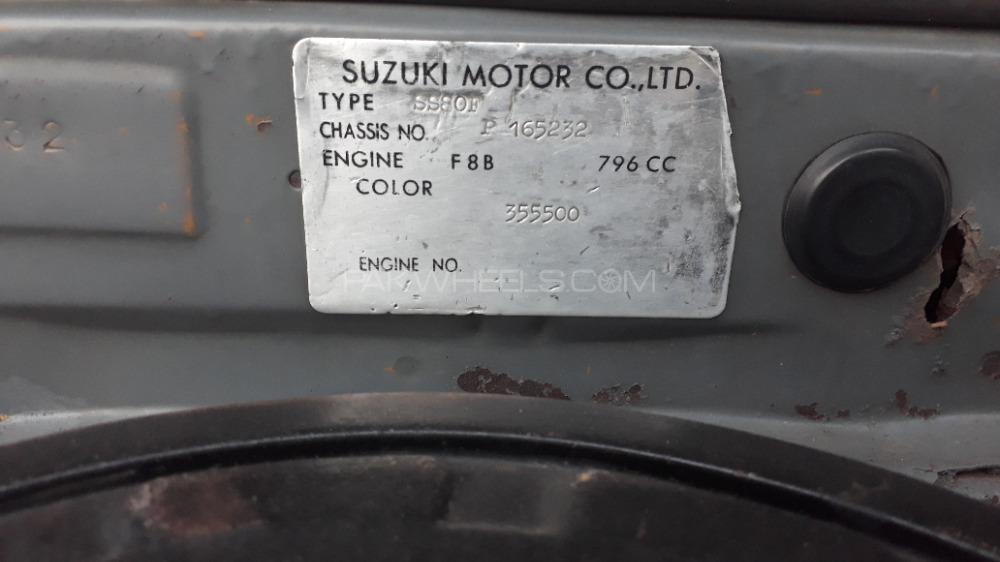 SUZUKI MOTOR CO.,LTD.
TYPE SS80F
CHASSIS NO. P 165232
32
ENGINE F8B 796 CC
COLOR
355500
ENGINE NO.
PAKWHEELS.COM